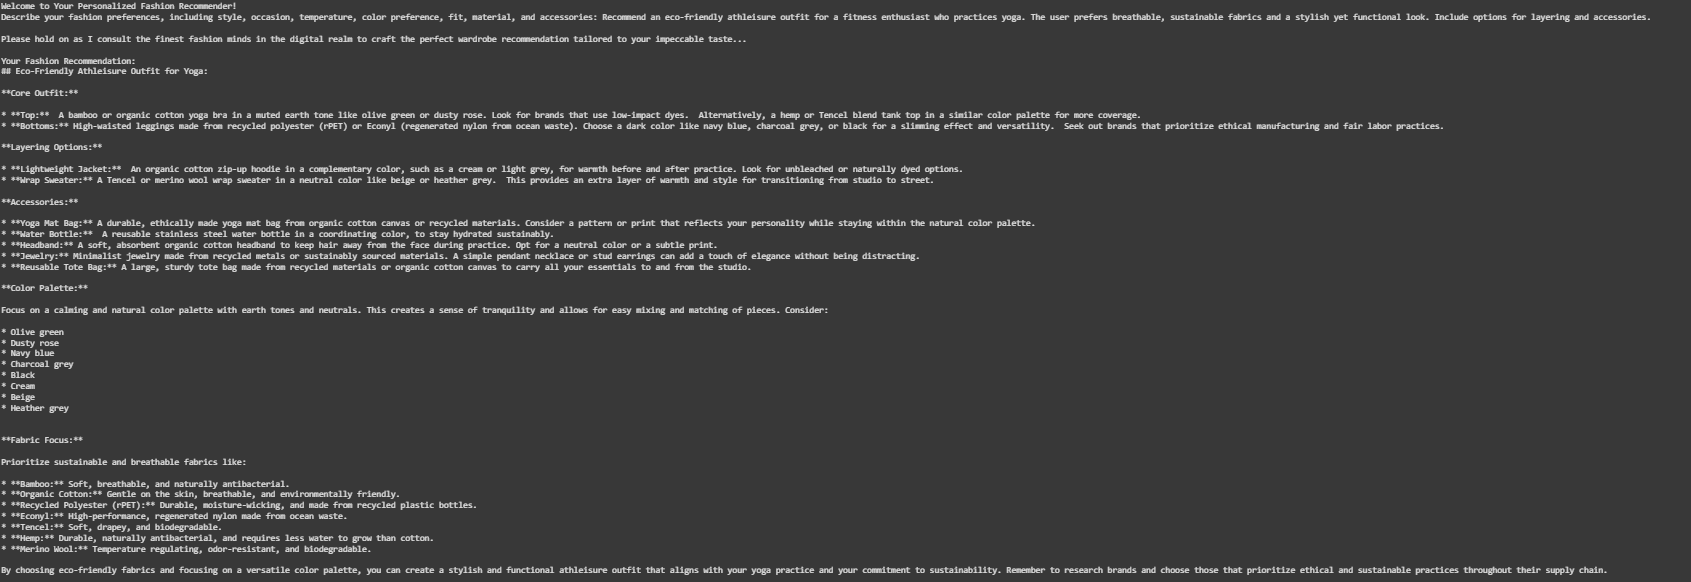 Welcome to Your Personalized Fashion Recommender!
Describe your fashion preferences, including style, occasion, temperature, color preference, fit, material, and accessories: Recommend an eco-friendly athleisure outfit for a fitness enthusiast who practices yoga. The user prefers breathable, sustainable fabrics and a stylish yet functional look. Include options for layering and accessories.
Please hold on as I consult the finest fashion minds in the digital realm to craft the perfect wardrobe recommendation tailored to your impeccable taste...
Your Fashion Recommendation:
## Eco-Friendly Athleisure Outfit for Yoga:
**Core Outfit:**
* **Top:**  A bamboo or organic cotton yoga bra in a muted earth tone like olive green or dusty rose. Look for brands that use low-impact dyes.  Alternatively, a hemp or Tencel blend tank top in a similar color palette for more coverage.
* **Bottoms:** High-waisted leggings made from recycled polyester (rPET) or Econyl (regenerated nylon from ocean waste). Choose a dark color like navy blue, charcoal grey, or black for a slimming effect and versatility.  Seek out brands that prioritize ethical manufacturing and fair labor practices.
**Layering Options:**
* **Lightweight Jacket:**  An organic cotton zip-up hoodie in a complementary color, such as a cream or light grey, for warmth before and after practice. Look for unbleached or naturally dyed options.
* **Wrap Sweater:** A Tencel or merino wool wrap sweater in a neutral color like beige or heather grey.  This provides an extra layer of warmth and style for transitioning from studio to street.
**Accessories:**
* **Yoga Mat Bag:** A durable, ethically made yoga mat bag from organic cotton canvas or recycled materials. Consider a pattern or print that reflects your personality while staying within the natural color palette.
* **Water Bottle:**  A reusable stainless steel water bottle in a coordinating color, to stay hydrated sustainably.
* **Headband:** A soft, absorbent organic cotton headband to keep hair away from the face during practice. Opt for a neutral color or a subtle print.
* **Jewelry:** Minimalist jewelry made from recycled metals or sustainably sourced materials. A simple pendant necklace or stud earrings can add a touch of elegance without being distracting.
* **Reusable Tote Bag:** A large, sturdy tote bag made from recycled materials or organic cotton canvas to carry all your essentials to and from the studio.
**Color Palette:**
Focus on a calming and natural color palette with earth tones and neutrals. This creates a sense of tranquility and allows for easy mixing and matching of pieces. Consider:
* Olive green
* Dusty rose
* Navy blue
* Charcoal grey
* Black
* Cream
* Beige
* Heather grey
**Fabric Focus:**
Prioritize sustainable and breathable fabrics like:
* **Bamboo:** Soft, breathable, and naturally antibacterial.
* **Organic Cotton:** Gentle on the skin, breathable, and environmentally friendly.
* **Recycled Polyester (rPET):** Durable, moisture-wicking, and made from recycled plastic bottles.
* **Econyl:** High-performance, regenerated nylon made from ocean waste.
* **Tencel:** Soft, drapey, and biodegradable.
* **Hemp:** Durable, naturally antibacterial, and requires less water to grow than cotton.
* **Merino Wool:** Temperature regulating, odor-resistant, and biodegradable.
By choosing eco-friendly fabrics and focusing on a versatile color palette, you can create a stylish and functional athleisure outfit that aligns with your yoga practice and your commitment to sustainability. Remember to research brands and choose those that prioritize ethical and sustainable practices throughout their supply chain.